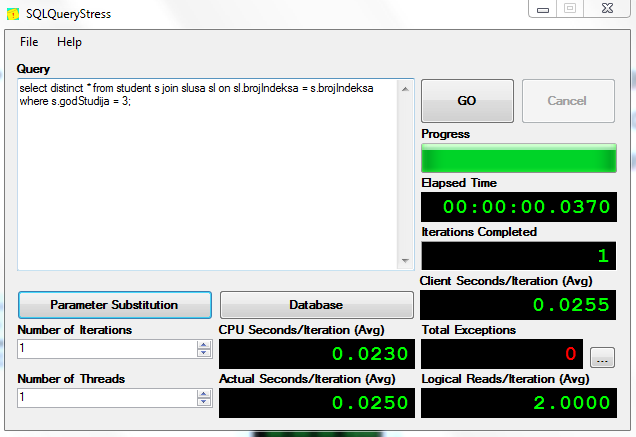 SQLQueryStress
File Help
Query
select distinct * from student s join slusa sl on sl.brojIndeksa = s.brojIndeksa
where s.godStudija = 3;
GO Cancel
Progress
Elapsed Time
00:00:00.0370
Iterations Completed
1
Client Seconds/Iteration (Avg)
0.0255
Parameter Substitution Database
Number of Iterations CPU Seconds/Iteration (Avg) Total Exceptions
1 0.0230 0 ...
Number of Threads Actual Seconds/Iteration (Avg) Logical Reads/Iteration (Avg)
1 0.0250 2.0000